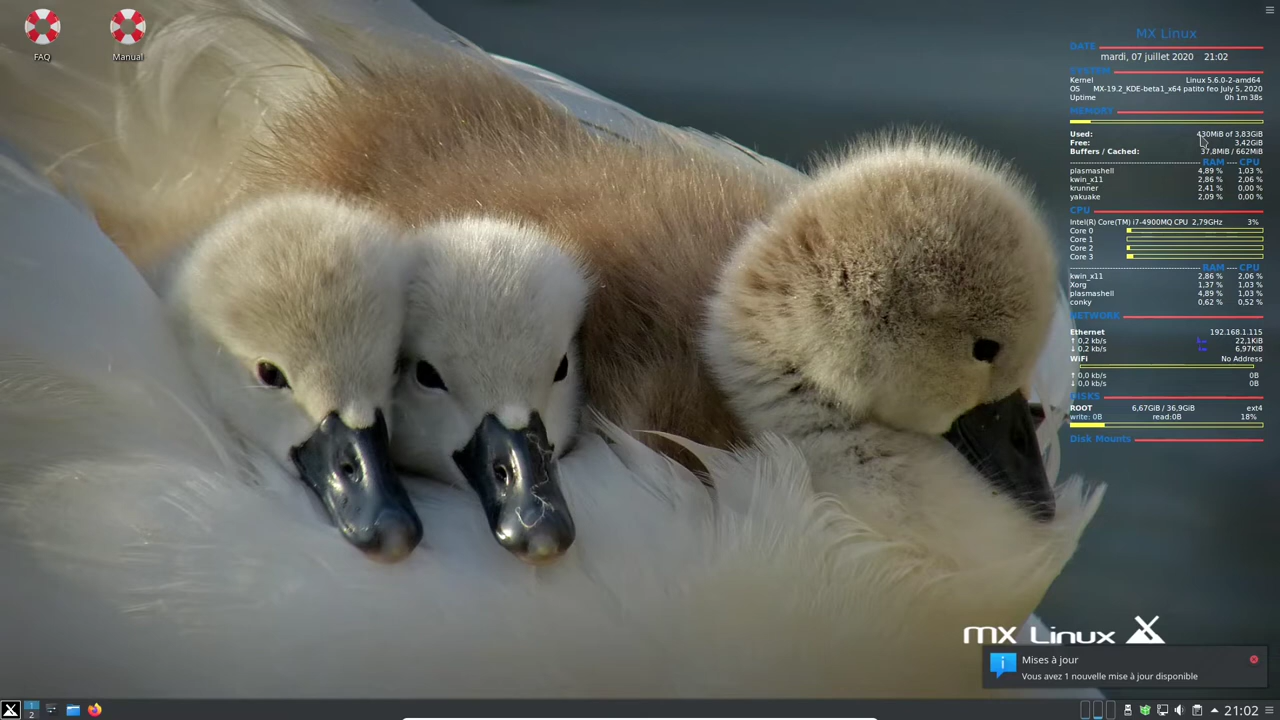 FAQ
Manual
MX Linux
DATE
mardi, 07 juillet 2020 21:02
SYSTEM
Kernel Linux 5.6.0-2-amd64
OS MX-19.2_KDE-beta1_x64 patito feo July 5, 2020
Uptime 0h 1m 38s
MEMORY
Used: 430MiB of 3,83GiB
Free: 3,42GiB
Buffers / Cached: 37,8MiB / 662MiB
RAM ---- CPU
plasmashell 4,89 % 1,03 %
kwin_x11 2,86 % 2,06 %
krunner 2,41 % 0,00 %
yakuake 2,09 % 0,00 %
CPU
Intel(R) Core(TM) i7-4900MQ CPU 2,79GHz 3%
Core 0
Core 1
Core 2
Core 3
RAM ---- CPU
kwin_x11 2,86 % 2,06 %
Xorg 1,37 % 1,03 %
plasmashell 4,89 % 1,03 %
conky 0,62 % 0,52 %
NETWORK
Ethernet 192.168.1.115
↑ 0,2 kb/s 22,1KiB
↓ 0,2 kb/s 6,97KiB
WiFi No Address
↑ 0,0 kb/s 0B
↓ 0,0 kb/s 0B
DISKS
ROOT 6,67GiB / 36,9GiB ext4
write: 0B read:0B 18%
Disk Mounts
mx Linux
Mises à jour
Vous avez 1 nouvelle mise à jour disponible
1
2
21:02